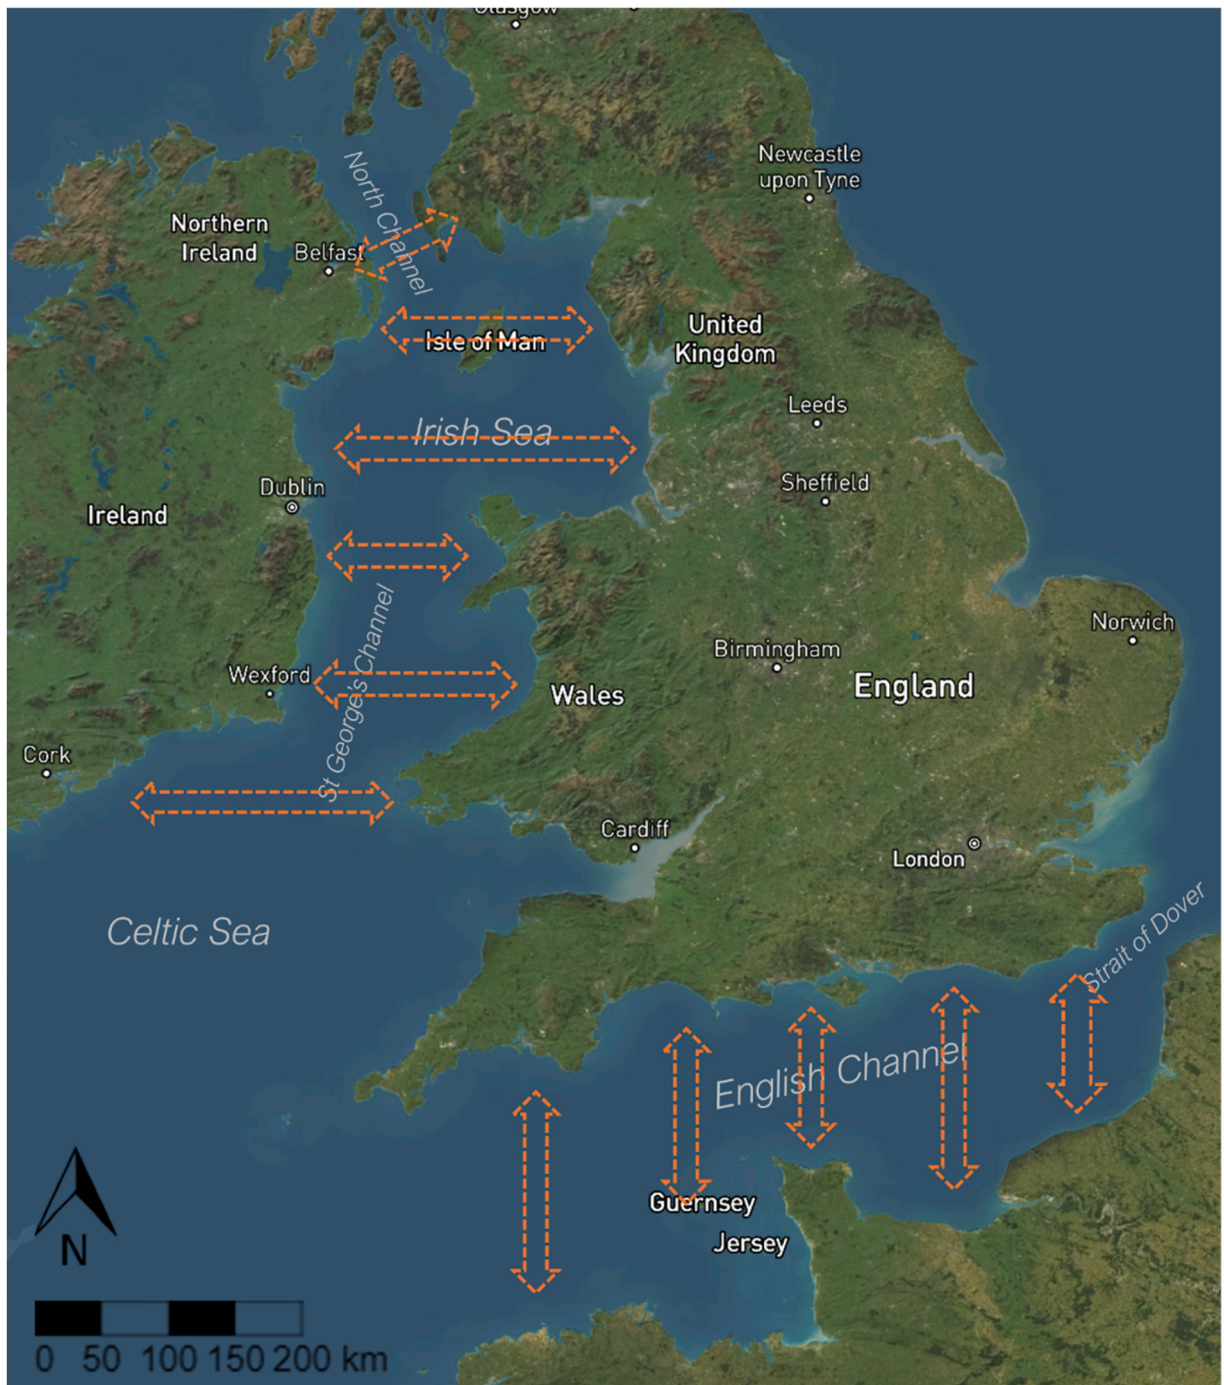 Glasgow
Newcastle
upon Tyne
North Channel
Northern
Ireland
Belfast
Isle of Man
United
Kingdom
Leeds
Irish Sea
Sheffield
Dublin
Ireland
St George's Channel
Norwich
Birmingham
Wexford
England
Wales
Cork
Cardiff
London
Celtic Sea
Strait of Dover
English Channel
Guernsey
Jersey
N
0 50 100 150 200 km